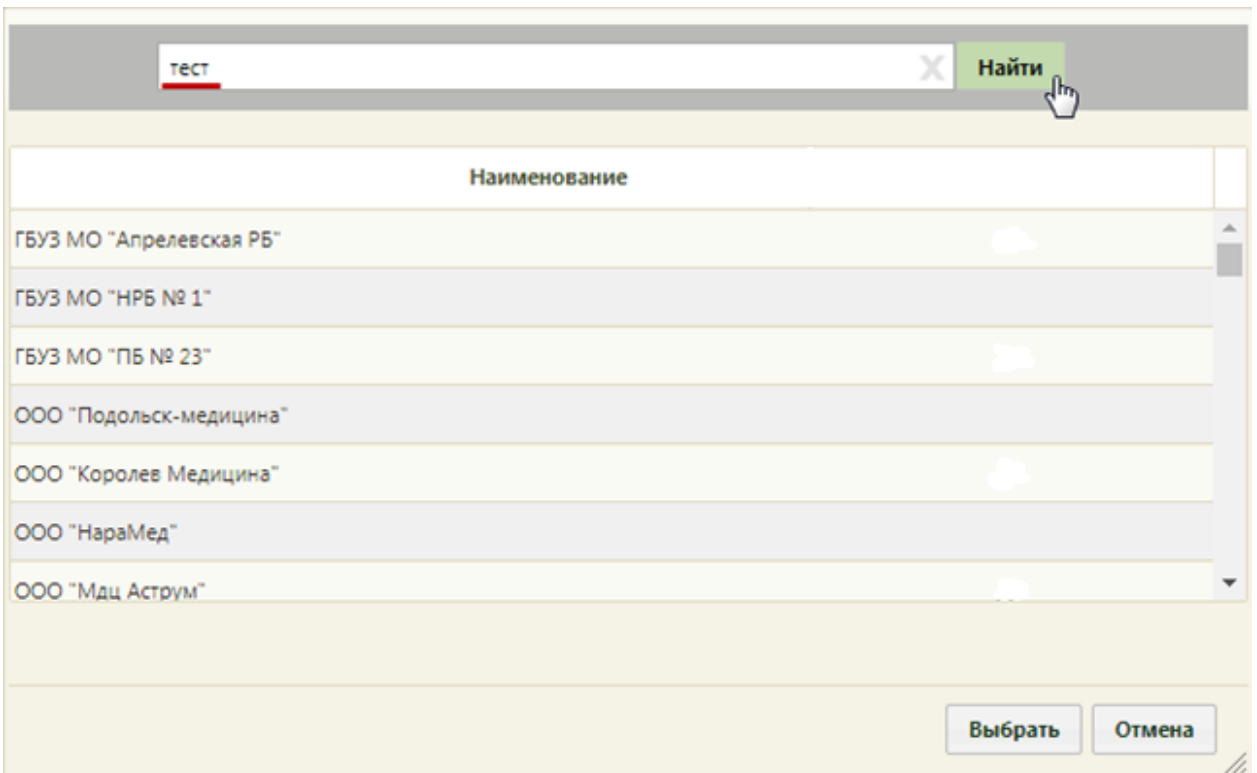 тест
Найти
Наименование
ГБУЗ МО "Апрелевская РБ"
ГБУЗ МО "НРБ № 1"
ГБУЗ МО "ПБ № 23"
ООО "Подольск-медицина"
ООО "Королев Медицина"
ООО "НараМед"
ООО "Мдц Аструм"
Выбрать
Отмена